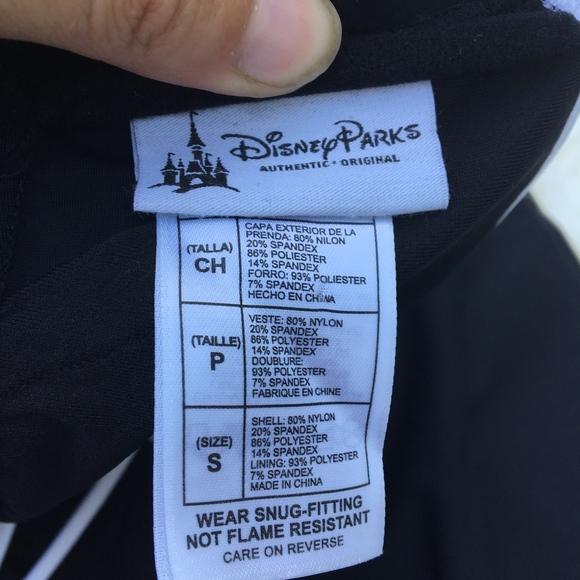 Disney Parks
AUTHENTIC • ORIGINAL
(TALLA)
CH
CAPA EXTERIOR DE LA
PRENDA: 80% NILON
20% SPANDEX
86% POLIESTER
14% SPANDEX
FORRO: 93% POLIESTER
7% SPANDEX
HECHO EN CHINA
(TAILLE)
P
VESTE: 80% NYLON
20% SPANDEX
86% POLYESTER
14% SPANDEX
DOUBLURE:
93% POLYESTER
7% SPANDEX
FABRIQUE EN CHINE
(SIZE)
S
SHELL: 80% NYLON
20% SPANDEX
86% POLYESTER
14% SPANDEX
LINING: 93% POLYESTER
7% SPANDEX
MADE IN CHINA
WEAR SNUG-FITTING
NOT FLAME RESISTANT
CARE ON REVERSE